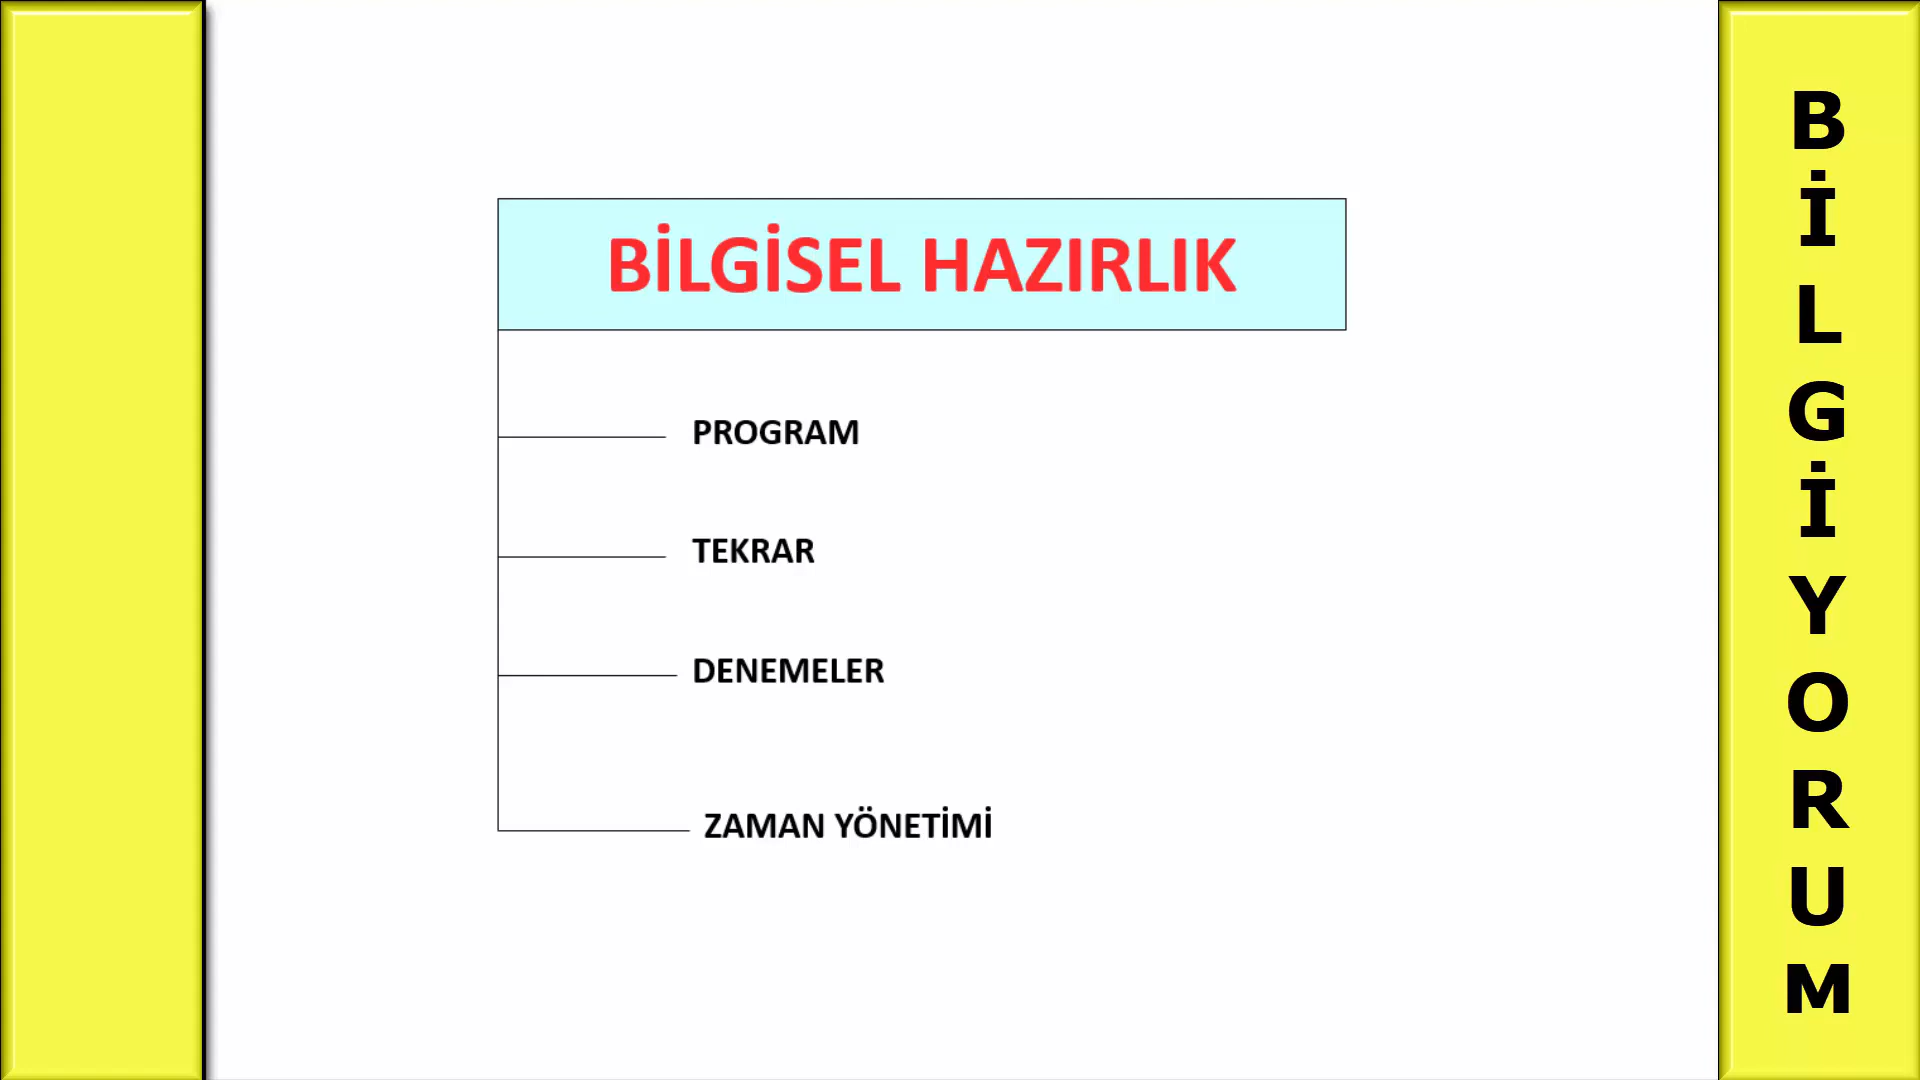 BİLGİSEL HAZIRLIK
PROGRAM
TEKRAR
DENEMELER
ZAMAN YÖNETİMİ
BİLGİYORUM